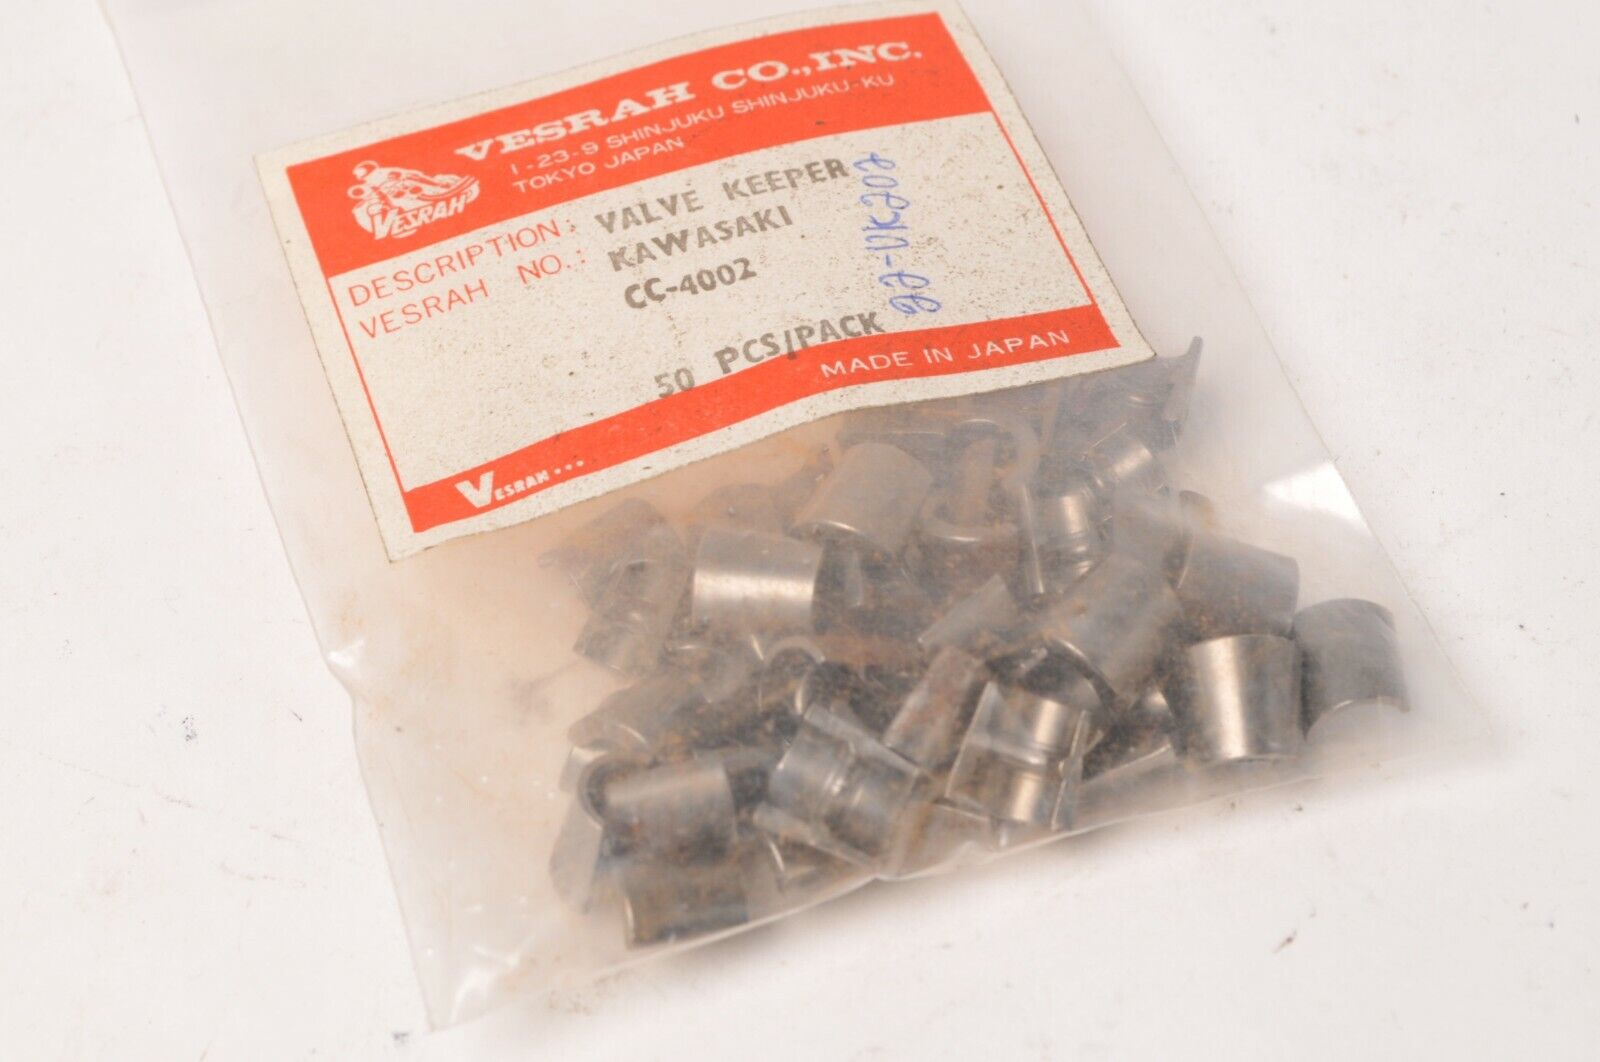 VESRAH CO., INC.
1-23-9 SHINJUKU SHINJUKU-KU
TOKYO JAPAN
VESRAH
DESCRIPTION: VALVE KEEPER
VESRAH NO.: KAWASAKI
CC-4002
22-VK202
50 PCS/PACK
MADE IN JAPAN
VESRAH...